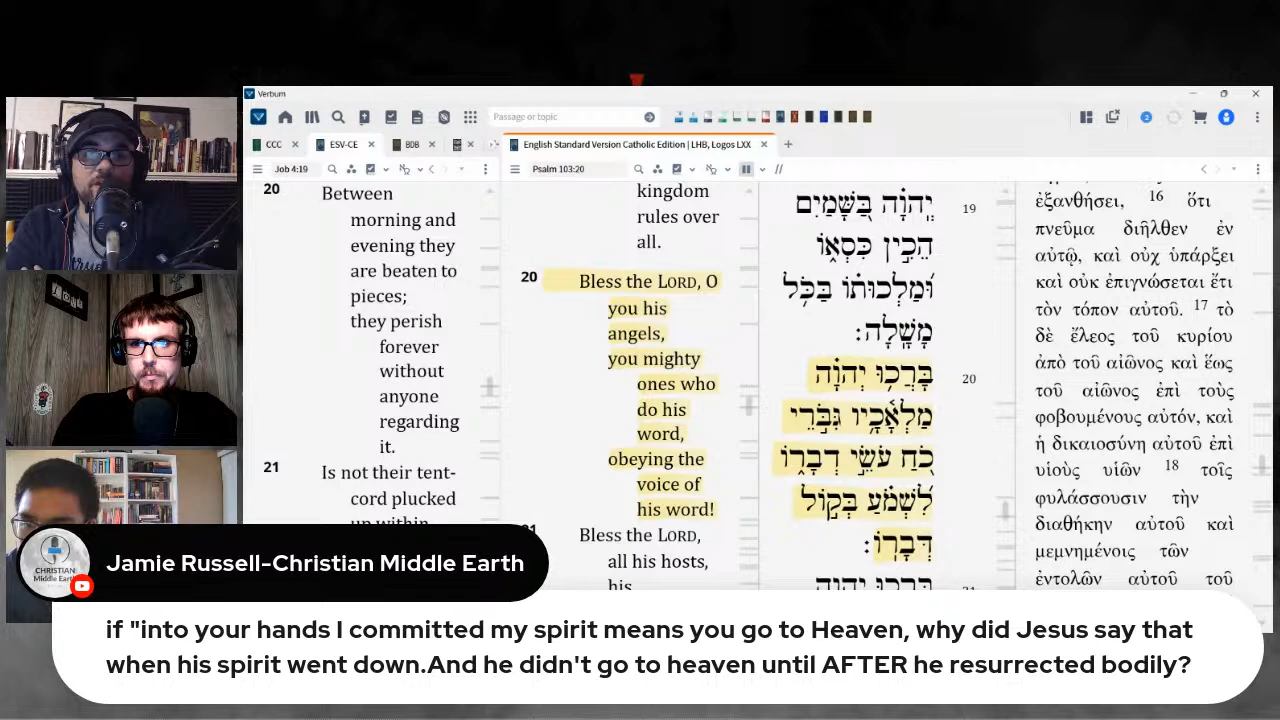 Verbum
Passage or topic
CCC
ESV-CE
BDB
English Standard Version Catholic Edition | LHB, Logos LXX
Job 4:19
Psalm 103:20
20
Between
morning and
evening they
are beaten to
pieces;
they perish
forever
without
anyone
regarding
it.
21
Is not their tent-
cord plucked
up within
kingdom
rules over
all.
20
Bless the LORD, O
you his
angels,
you mighty
ones who
do his
word,
obeying the
voice of
his word!
21
Bless the LORD,
all his hosts,
his
19
יְֽהוָ֗ה בַּ֭שָּׁמַיִם
הֵכִ֣ין כִּסְא֑וֹ
וּ֝מַלְכוּת֗וֹ בַּכֹּ֥ל
מָשָֽׁלָה׃
20
בָּרֲכ֥וּ יְהוָ֗ה
מַלְאָ֫כָ֥יו גִּבֹּ֣רֵי
כֹ֭חַ עֹשֵׂ֣י דְבָר֑וֹ
לִ֝שְׁמֹ֗עַ בְּק֣וֹל
דְּבָרֽוֹ׃
בָּרֲכ֣וּ יְ֭הוָה
ἐξανθήσει, 16 ὅτι
πνεῦμα διῆλθεν ἐν
αὐτῷ, καὶ οὐχ ὑπάρξει
καὶ οὐκ ἐπιγνώσεται ἔτι
τὸν τόπον αὐτοῦ. 17 τὸ
δὲ ἔλεος τοῦ κυρίου
ἀπὸ τοῦ αἰῶνος καὶ ἕως
τοῦ αἰῶνος ἐπὶ τοὺς
φοβουμένους αὐτόν, καὶ
ἡ δικαιοσύνη αὐτοῦ ἐπὶ
υἱοὺς υἱῶν 18 τοῖς
φυλάσσουσιν τὴν
διαθήκην αὐτοῦ καὶ
μεμνημένοις τῶν
ἐντολῶν αὐτοῦ τοῦ
CHRISTIAN
Middle Earth
Jamie Russell-Christian Middle Earth
if "into your hands I committed my spirit means you go to Heaven, why did Jesus say that
when his spirit went down.And he didn't go to heaven until AFTER he resurrected bodily?